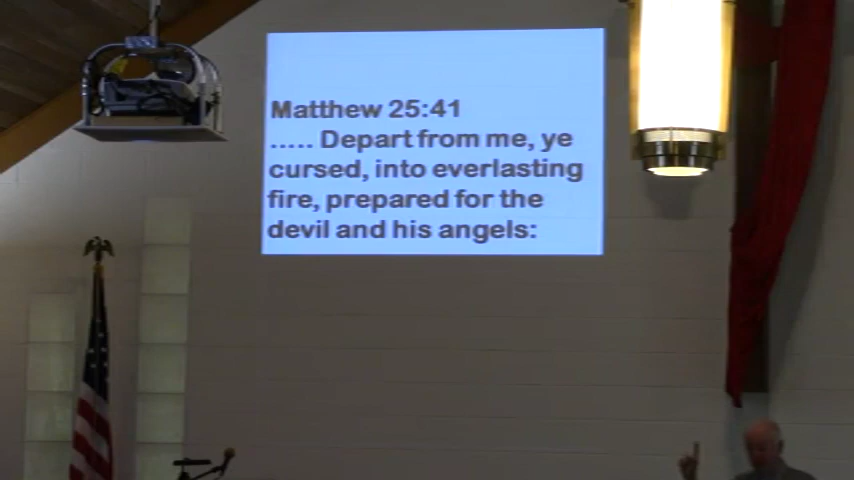 Matthew 25:41
..... Depart from me, ye
cursed, into everlasting
fire, prepared for the
devil and his angels: